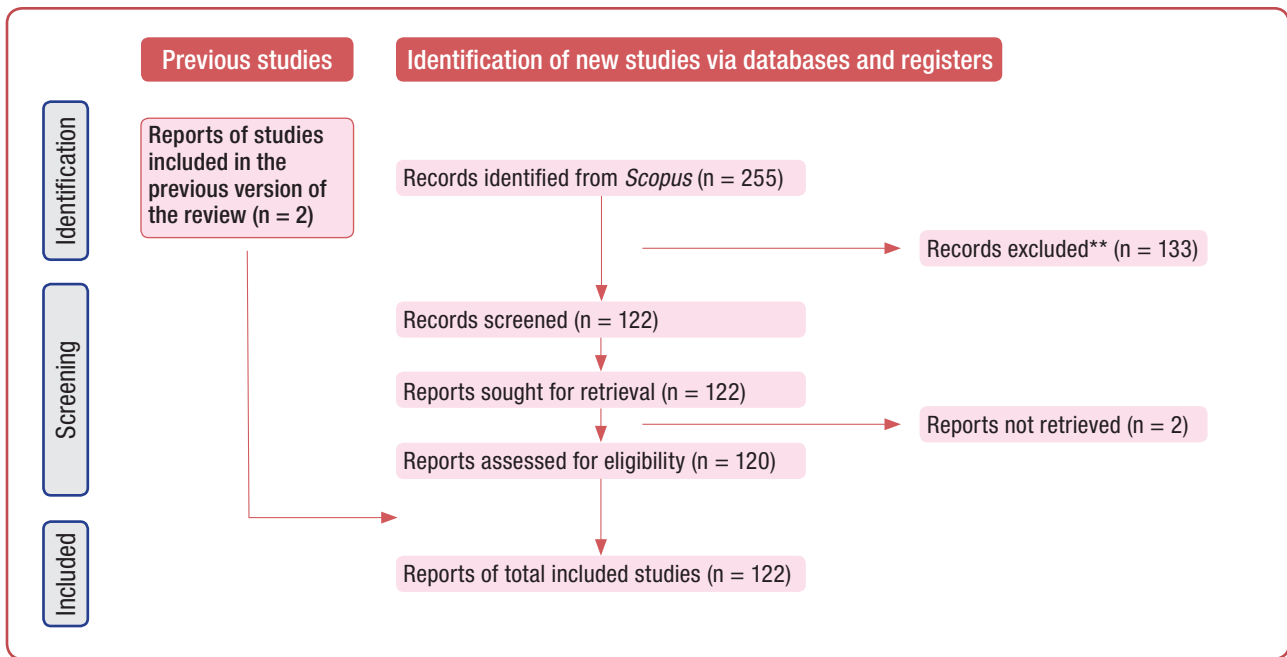 Previous studies
Identification of new studies via databases and registers
Identification
Reports of studies
included in the
previous version of
the review (n = 2)
Records identified from Scopus (n = 255)
Records excluded** (n = 133)
Screening
Records screened (n = 122)
Reports sought for retrieval (n = 122)
Reports not retrieved (n = 2)
Reports assessed for eligibility (n = 120)
Included
Reports of total included studies (n = 122)